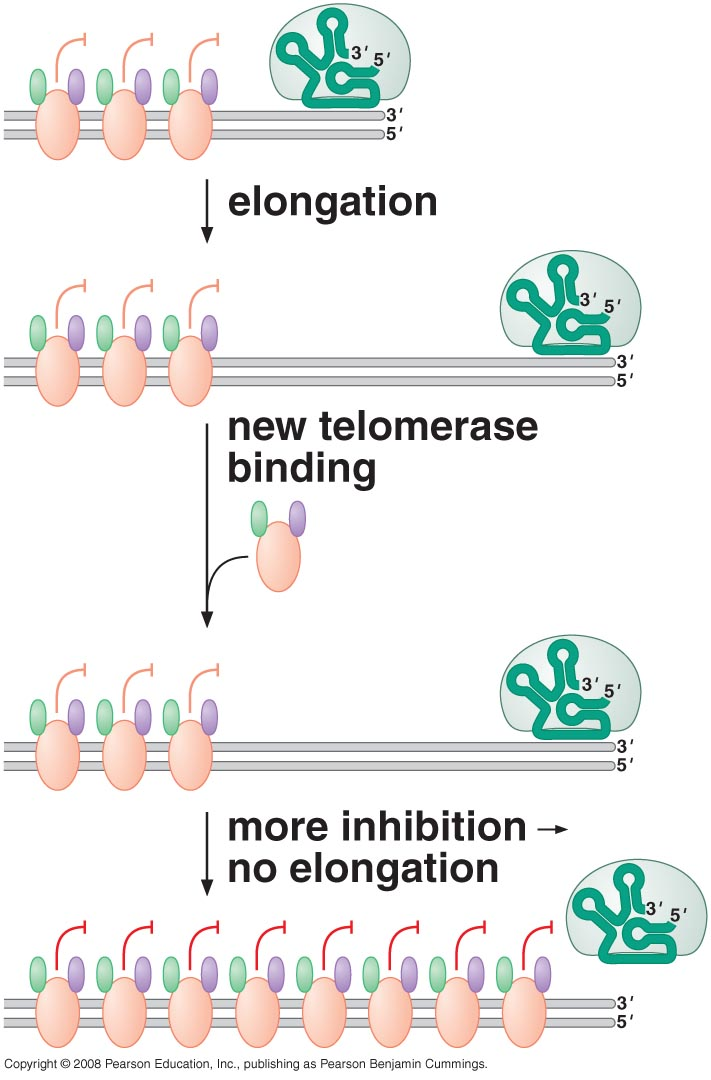 3′ 5′
3′
5′
elongation
3′ 5′
3′
5′
new telomerase
binding
3′ 5′
3′
5′
more inhibition →
no elongation
3′ 5′
3′
5′
Copyright © 2008 Pearson Education, Inc., publishing as Pearson Benjamin Cummings.